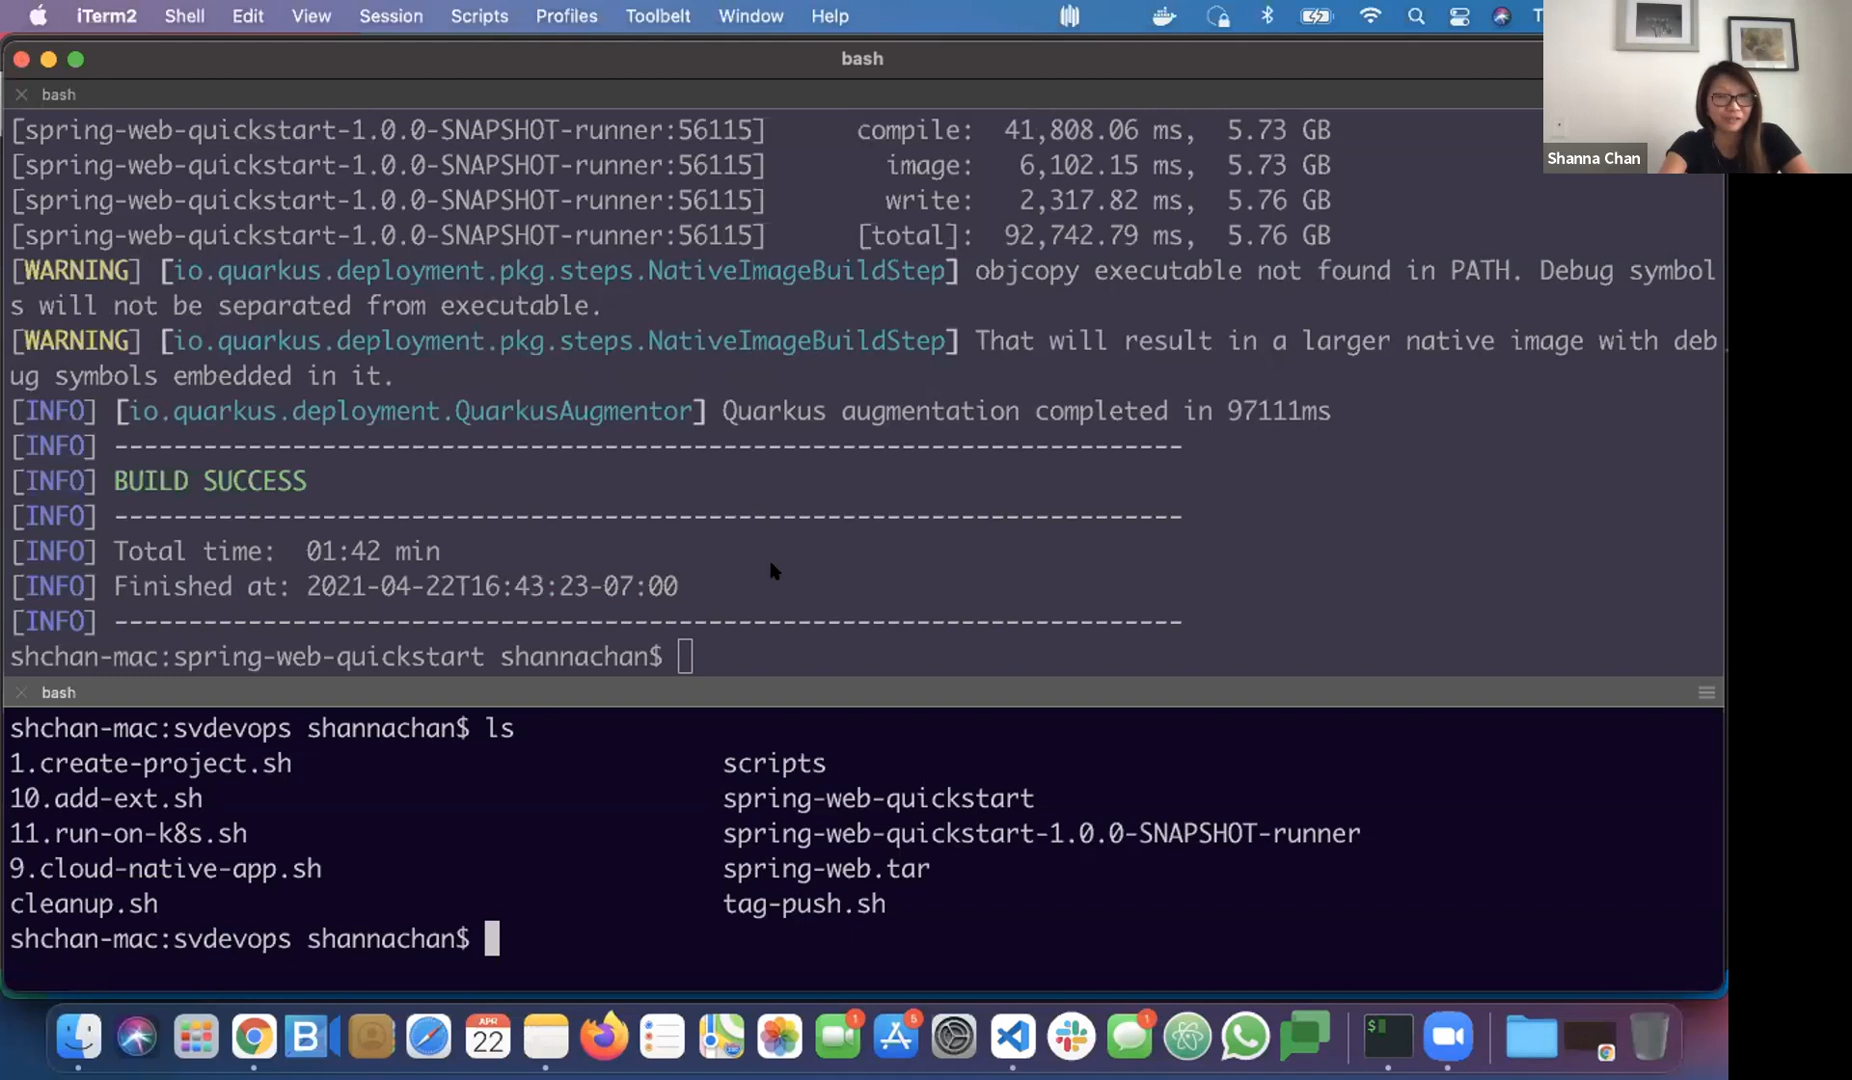 iTerm2 Shell Edit View Session Scripts Profiles Toolbelt Window Help
bash
bash
[spring-web-quickstart-1.0.0-SNAPSHOT-runner:56115]      compile:  41,808.06 ms,  5.73 GB
[spring-web-quickstart-1.0.0-SNAPSHOT-runner:56115]        image:   6,102.15 ms,  5.73 GB
[spring-web-quickstart-1.0.0-SNAPSHOT-runner:56115]        write:   2,317.82 ms,  5.76 GB
[spring-web-quickstart-1.0.0-SNAPSHOT-runner:56115]      [total]:  92,742.79 ms,  5.76 GB
[WARNING] [io.quarkus.deployment.pkg.steps.NativeImageBuildStep] objcopy executable not found in PATH. Debug symbol
s will not be separated from executable.
[WARNING] [io.quarkus.deployment.pkg.steps.NativeImageBuildStep] That will result in a larger native image with deb
ug symbols embedded in it.
[INFO] [io.quarkus.deployment.QuarkusAugmentor] Quarkus augmentation completed in 97111ms
[INFO] ------------------------------------------------------------------------
[INFO] BUILD SUCCESS
[INFO] ------------------------------------------------------------------------
[INFO] Total time:  01:42 min
[INFO] Finished at: 2021-04-22T16:43:23-07:00
[INFO] ------------------------------------------------------------------------
shchan-mac:spring-web-quickstart shannachan$
bash
shchan-mac:svdevops shannachan$ ls
1.create-project.sh                             scripts
10.add-ext.sh                                   spring-web-quickstart
11.run-on-k8s.sh                                spring-web-quickstart-1.0.0-SNAPSHOT-runner
9.cloud-native-app.sh                           spring-web.tar
cleanup.sh                                      tag-push.sh
shchan-mac:svdevops shannachan$
Shanna Chan
APR
22
1
5
1